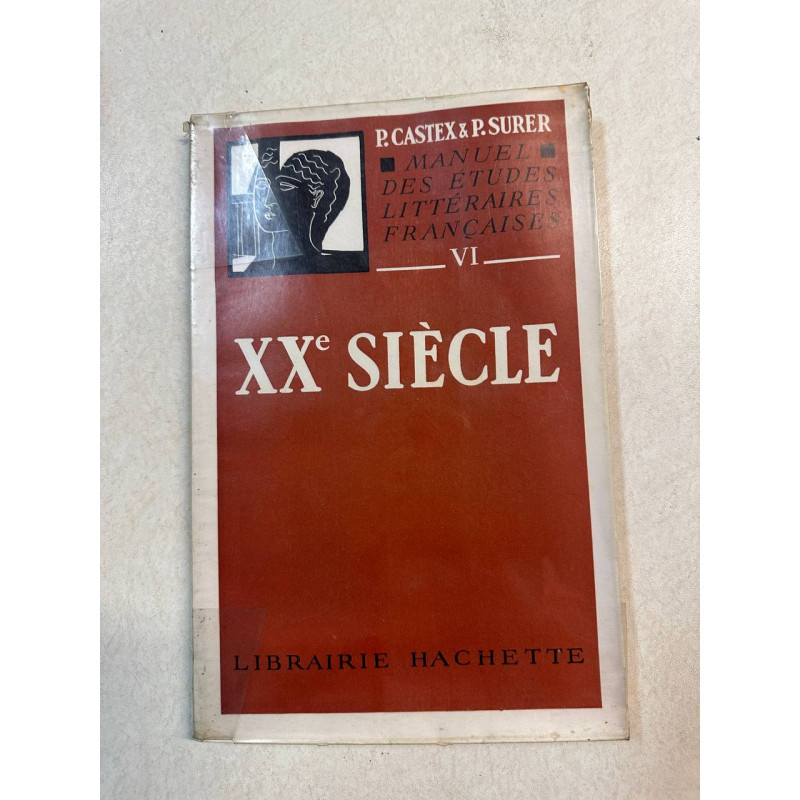 P. CASTEX & P. SURER
MANUEL
DES ÉTUDES
LITTÉRAIRES
FRANÇAISES
VI
XXe SIÈCLE
LIBRAIRIE HACHETTE